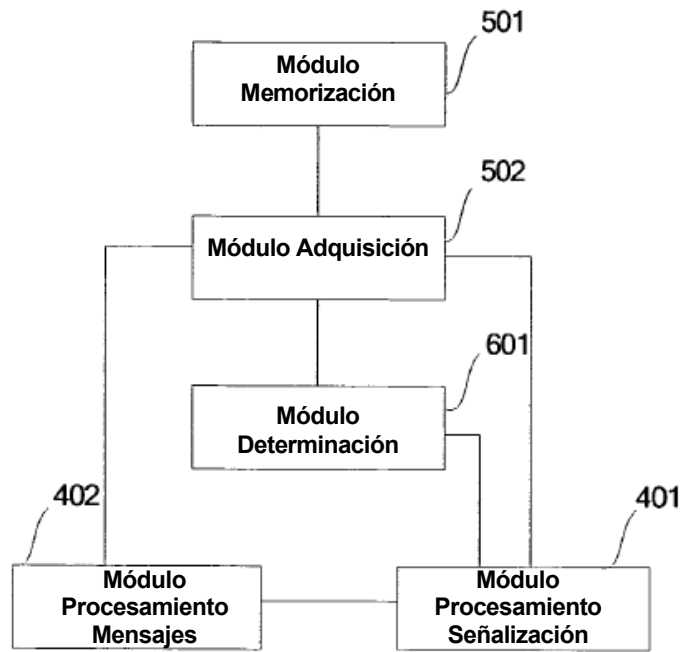 501
Módulo
Memorización
502
Módulo Adquisición
601
Módulo
Determinación
402
401
Módulo
Procesamiento
Mensajes
Módulo
Procesamiento
Señalización